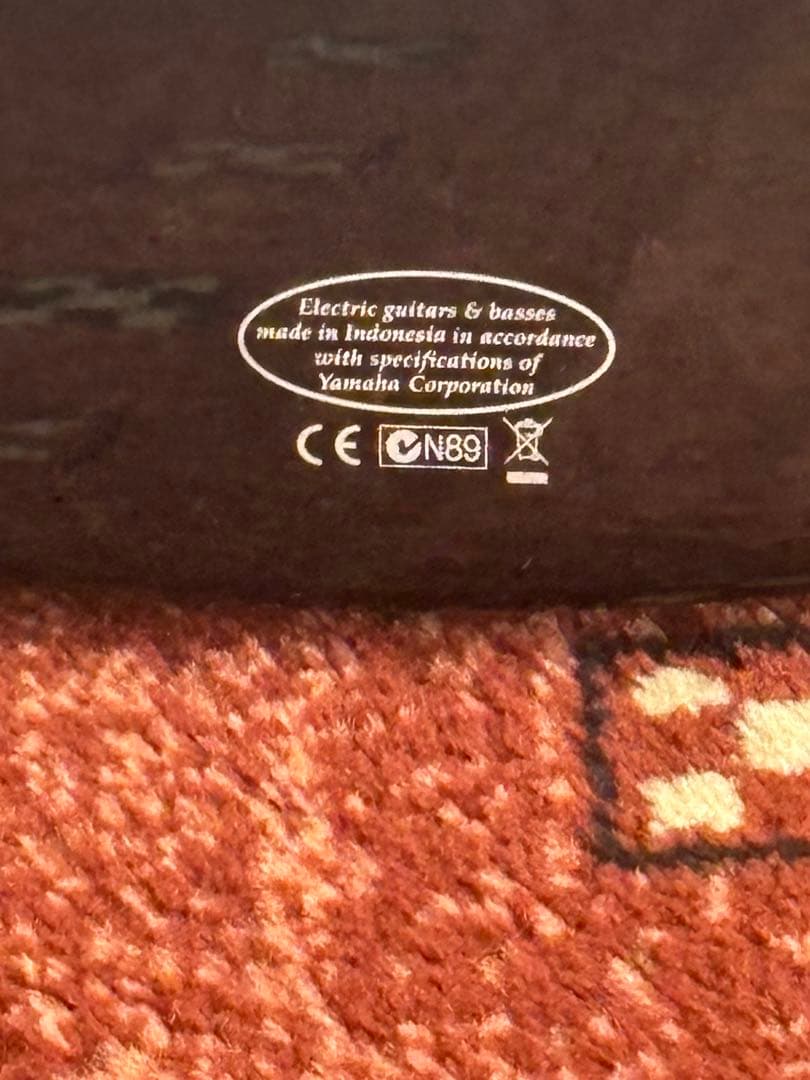 Electric guitars & basses
made in Indonesia in accordance
with specifications of
Yamaha Corporation
CE N89